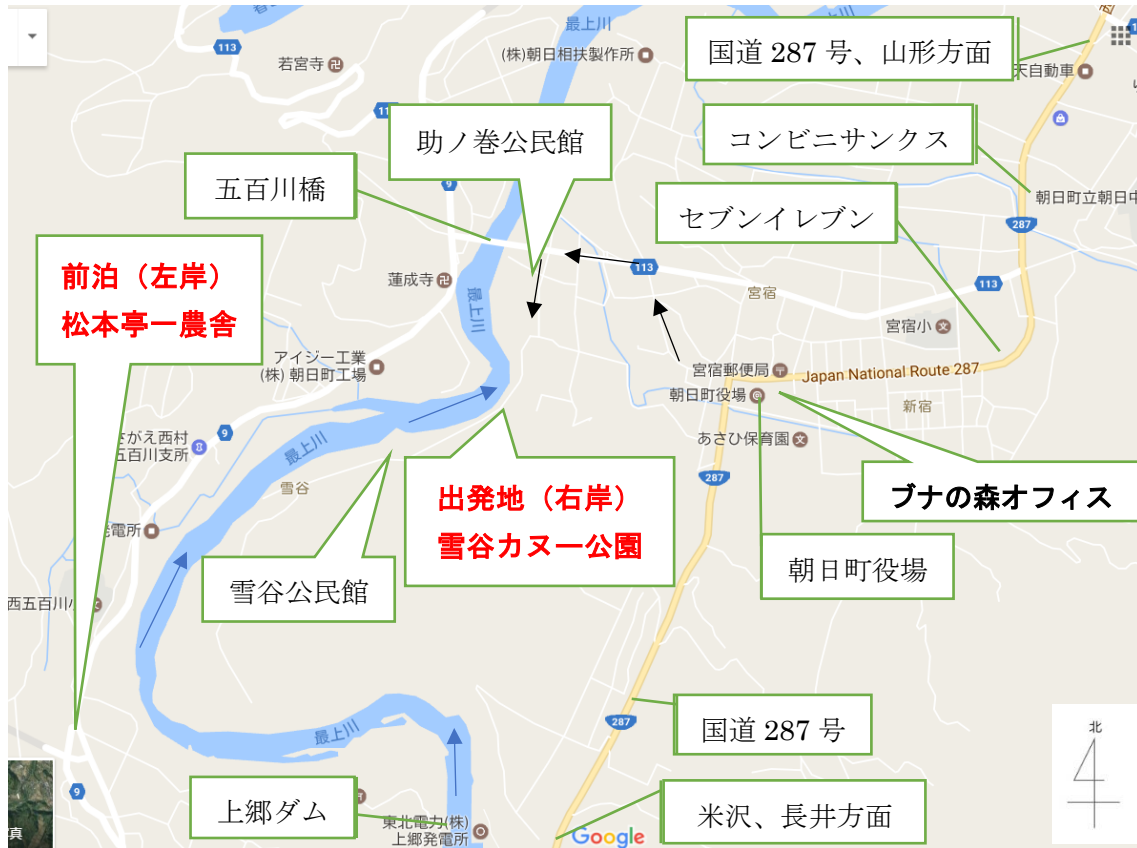 最上川
113
(株)朝日相扶製作所
若宮寺
国道 287 号、山形方面
天自動車
助ノ巻公民館
コンビニサンクス
五百川橋
9
セブンイレブン
朝日町立朝日中
287
前泊（左岸）
松本亭一農舎
蓮成寺
最上川
113
宮宿
113
宮宿小
アイジー工業
(株) 朝日町工場
宮宿郵便局
Japan National Route 287
朝日町役場
新宿
さがえ西村
五百川支所
9
最上川
あさひ保育園
雪谷
287
出発地（右岸）
雪谷カヌー公園
ブナの森オフィス
発電所
雪谷公民館
朝日町役場
西五百川小
最上川
287
国道 287 号
北
9
上郷ダム
東北電力(株)
上郷発電所
米沢、長井方面
Google
真